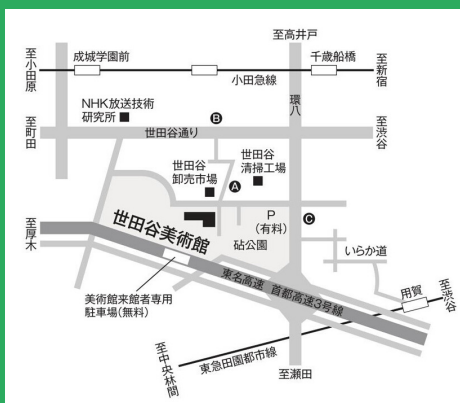 至高井戸
至小田原
成城学園前
千歳船橋
至新宿
小田急線
環八
NHK放送技術
研究所
B
至町田
世田谷通り
至渋谷
世田谷
卸売市場
世田谷
清掃工場
A
P
(有料)
C
世田谷美術館
砧公園
至厚木
いらか道
美術館来館者専用
駐車場(無料)
東名高速 首都高速3号線
用賀
至渋谷
至中央林間
東急田園都市線
至瀬田